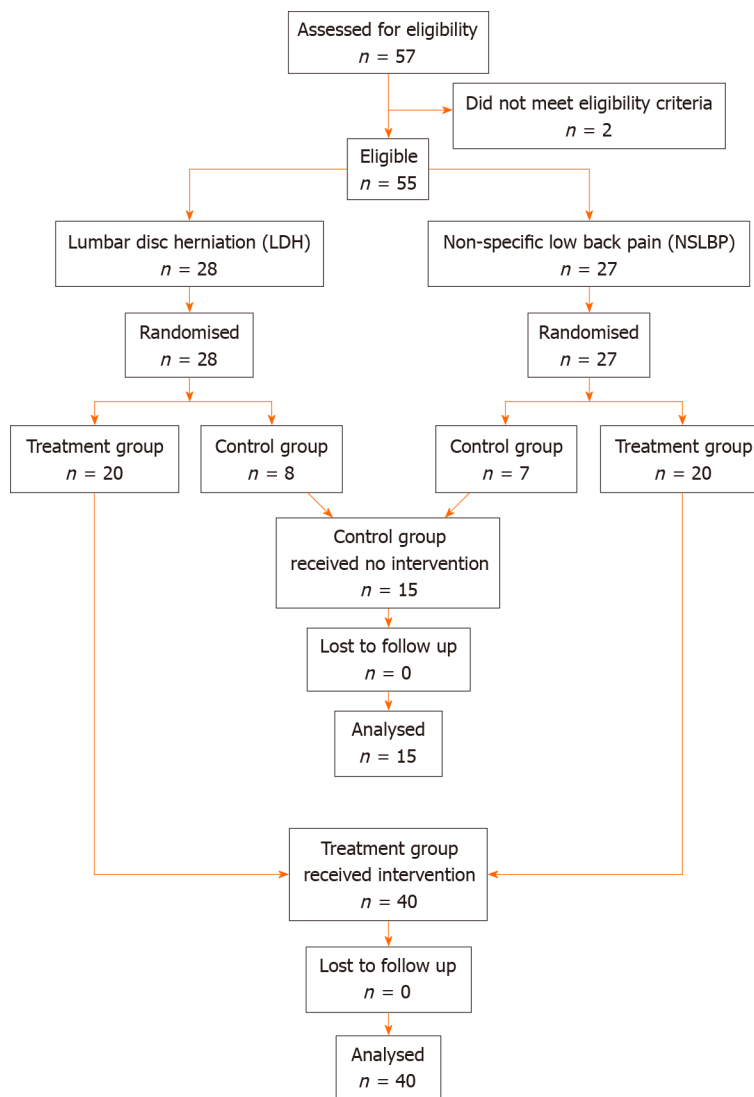 Assessed for eligibility
n = 57
Did not meet eligibility criteria
n = 2
Eligible
n = 55
Lumbar disc herniation (LDH)
n = 28
Non-specific low back pain (NSLBP)
n = 27
Randomised
n = 28
Randomised
n = 27
Treatment group
n = 20
Control group
n = 8
Control group
n = 7
Treatment group
n = 20
Control group
received no intervention
n = 15
Lost to follow up
n = 0
Analysed
n = 15
Treatment group
received intervention
n = 40
Lost to follow up
n = 0
Analysed
n = 40